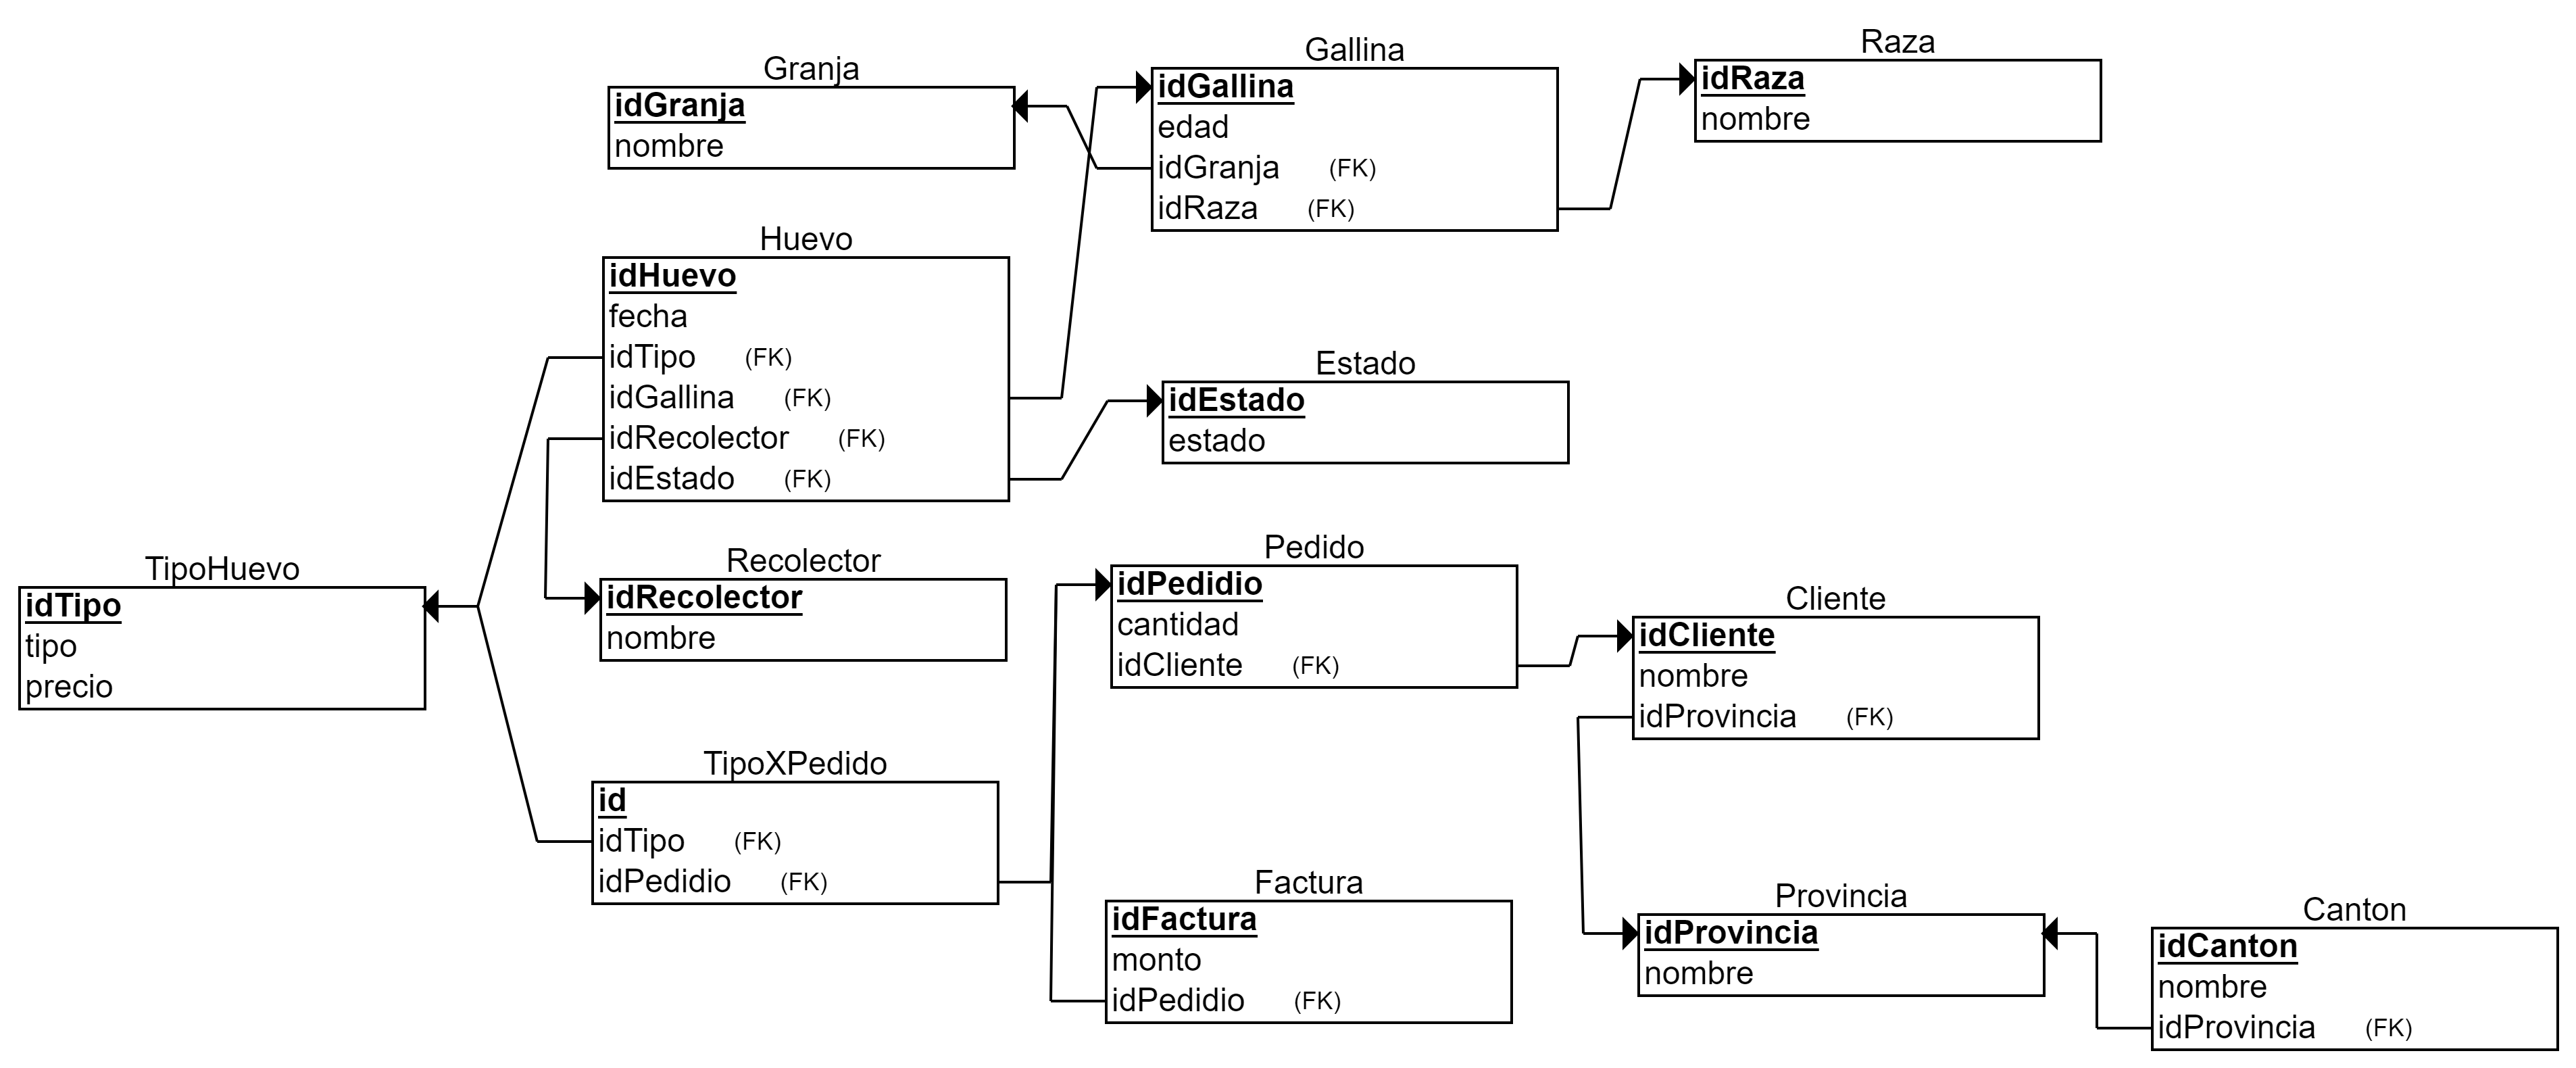 Granja
idGranja
nombre
Gallina
idGallina
edad
idGranja (FK)
idRaza (FK)
Raza
idRaza
nombre
Huevo
idHuevo
fecha
idTipo (FK)
idGallina (FK)
idRecolector (FK)
idEstado (FK)
Estado
idEstado
estado
TipoHuevo
idTipo
tipo
precio
Recolector
idRecolector
nombre
Pedido
idPedidio
cantidad
idCliente (FK)
Cliente
idCliente
nombre
idProvincia (FK)
TipoXPedido
id
idTipo (FK)
idPedidio (FK)
Factura
idFactura
monto
idPedidio (FK)
Provincia
idProvincia
nombre
Canton
idCanton
nombre
idProvincia (FK)